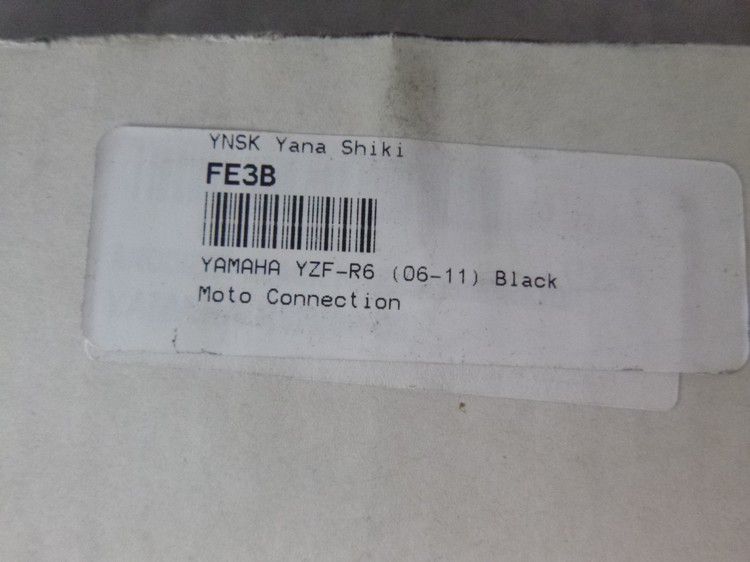 YNSK Yana Shiki
FE3B
YAMAHA YZF-R6 (06-11) Black
Moto Connection